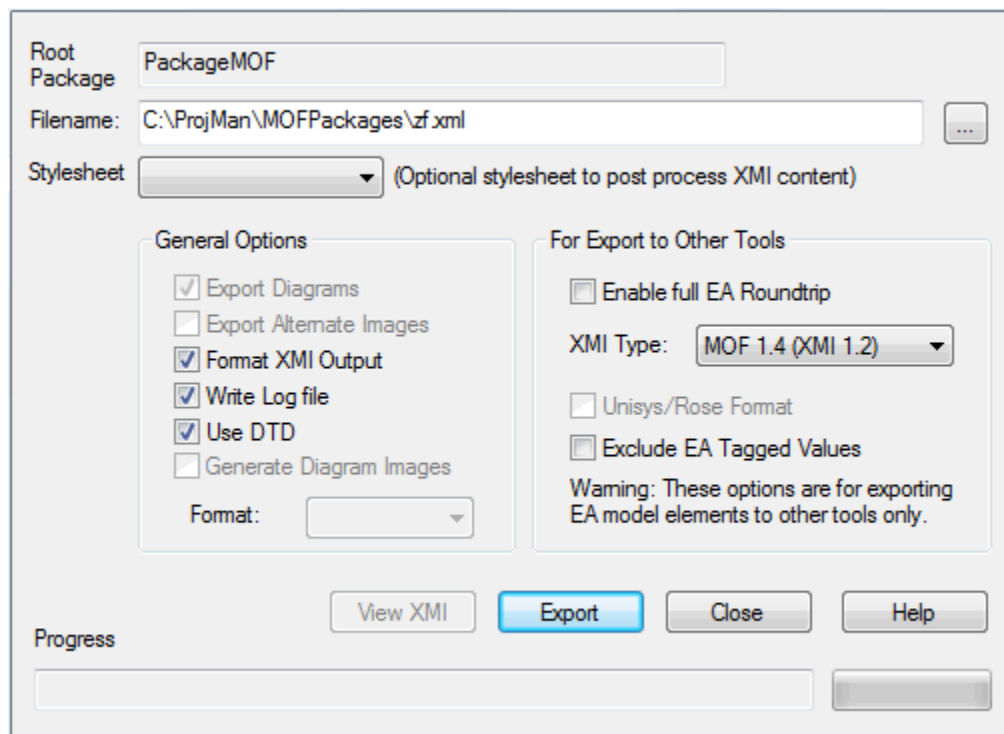 Root
Package
PackageMOF
Filename:
C:\ProjMan\MOFPackages\zf.xml
...
Stylesheet
(Optional stylesheet to post process XMI content)
General Options
Export Diagrams
Export Alternate Images
Format XMI Output
Write Log file
Use DTD
Generate Diagram Images
Format:
For Export to Other Tools
Enable full EA Roundtrip
XMI Type:
MOF 1.4 (XMI 1.2)
Unisys/Rose Format
Exclude EA Tagged Values
Warning: These options are for exporting
EA model elements to other tools only.
View XMI
Export
Close
Help
Progress